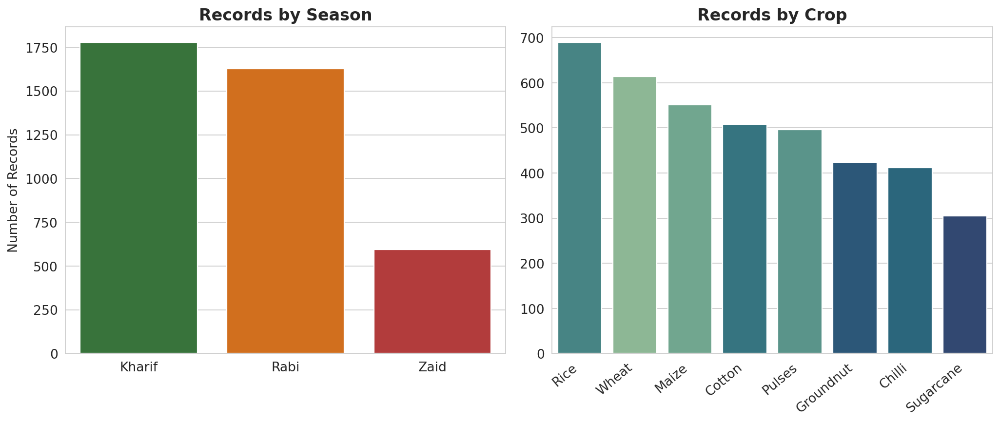 Records by Season
Number of Records
1750
1500
1250
1000
750
500
250
0
Kharif
Rabi
Zaid
Records by Crop
700
600
500
400
300
200
100
0
Rice
Wheat
Maize
Cotton
Pulses
Groundnut
Chilli
Sugarcane